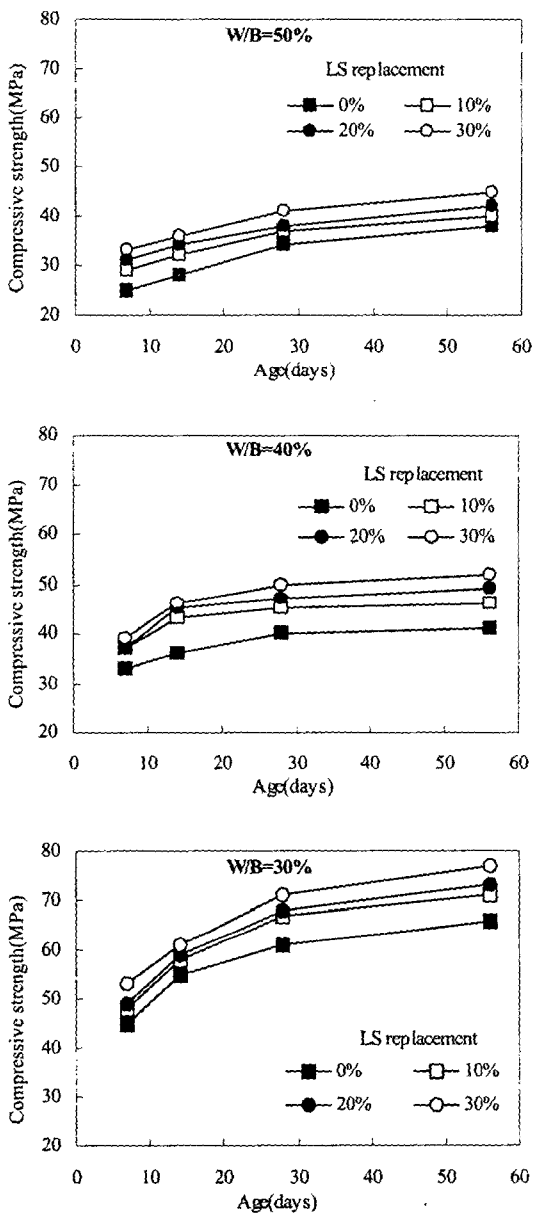 W/B=50%
LS replacement
0% 10%
20% 30%
80
70
60
50
40
30
20
0 10 20 30 40 50 60
Compressive strength(MPa)
Age(days)
W/B=40%
LS replacement
0% 10%
20% 30%
80
70
60
50
40
30
20
0 10 20 30 40 50 60
Compressive strength(MPa)
Age(days)
W/B=30%
80
70
60
50
40
30
20
LS replacement
0% 10%
20% 30%
0 10 20 30 40 50 60
Compressive strength(MPa)
Age(days)